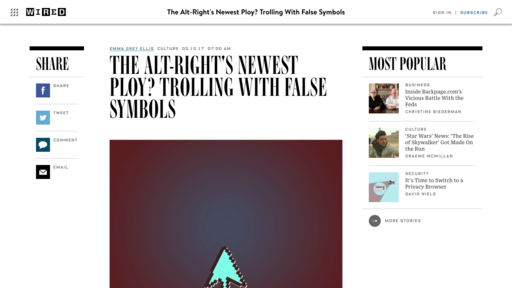 WIRED
The Alt-Right's Newest Ploy? Trolling With False Symbols
SIGN IN | SUBSCRIBE
SHARE
SHARE
TWEET
COMMENT
EMAIL
EMMA GREY ELLIS CULTURE 05.10.17 07:00 AM
THE ALT-RIGHT'S NEWEST
PLOY? TROLLING WITH FALSE
SYMBOLS
MOST POPULAR
BUSINESS
Inside Backpage.com's
Vicious Battle With the
Feds
CHRISTINE BIEDERMAN
CULTURE
'Star Wars' News: 'The Rise
of Skywalker' Got Made On
the Run
GRAEME MCMILLAN
SECURITY
It's Time to Switch to a
Privacy Browser
DAVID NIELD
MORE STORIES